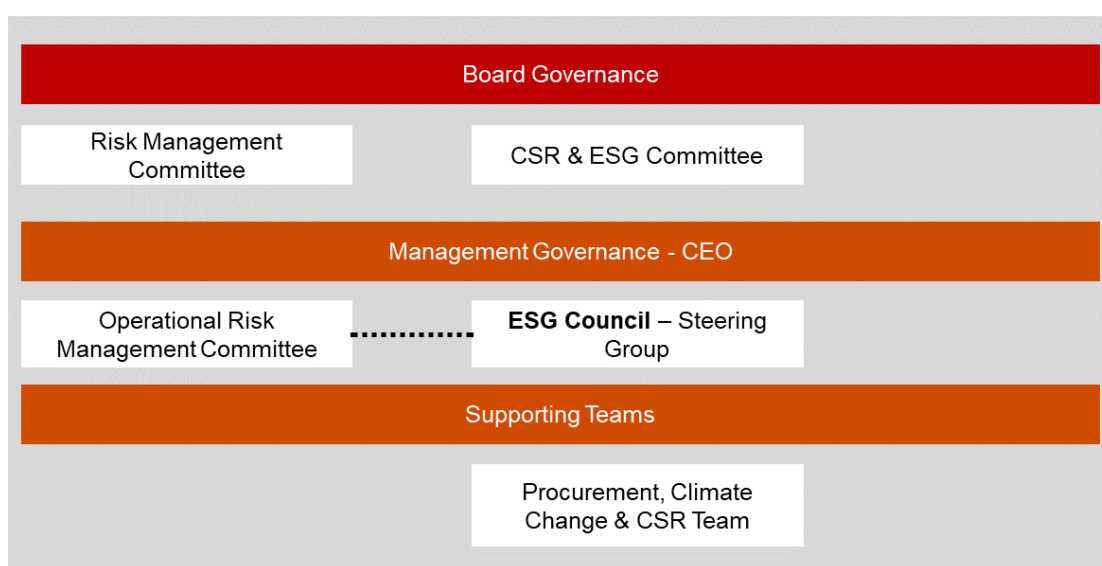 Board Governance
Risk Management
Committee
CSR & ESG Committee
Management Governance - CEO
Operational Risk
Management Committee
ESG Council – Steering
Group
Supporting Teams
Procurement, Climate
Change & CSR Team